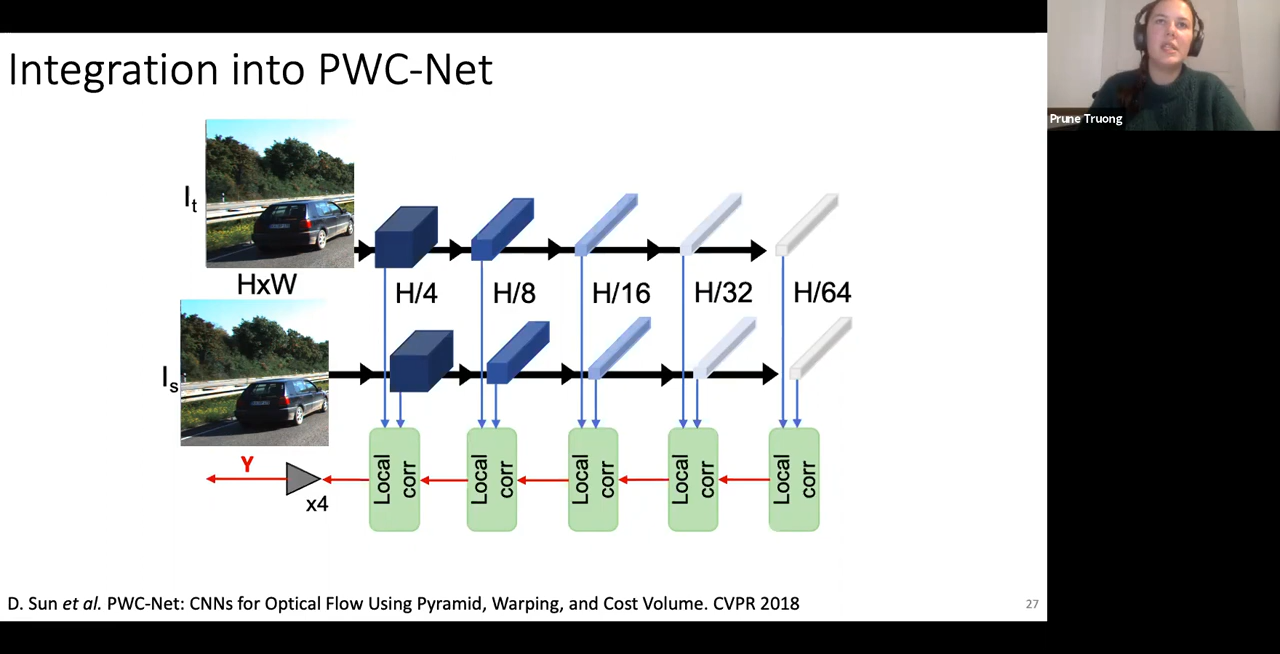 Integration into PWC-Net
Prune Truong
It
HxW
H/4
H/8
H/16
H/32
H/64
Is
Y
x4
Local corr
Local corr
Local corr
Local corr
Local corr
D. Sun et al. PWC-Net: CNNs for Optical Flow Using Pyramid, Warping, and Cost Volume. CVPR 2018
27